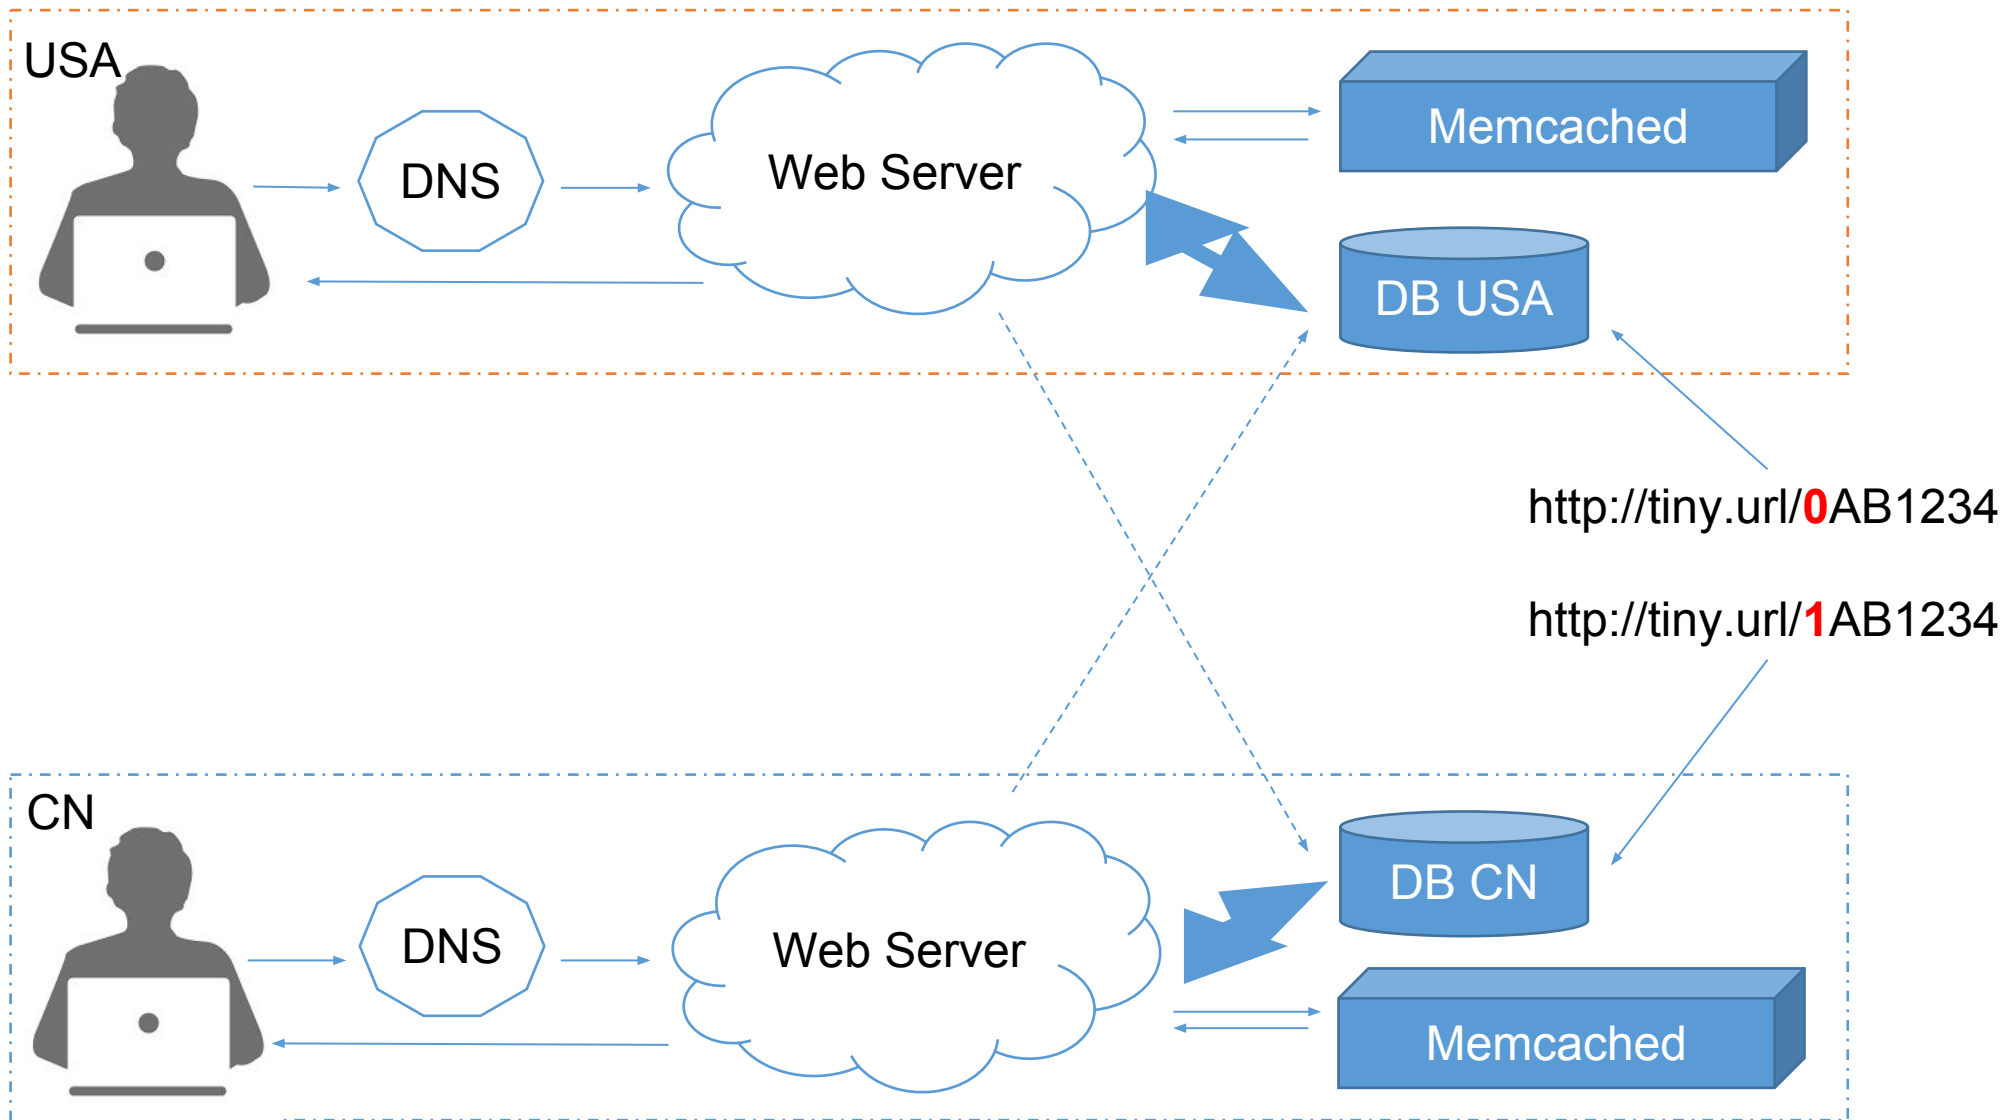 USA
DNS
Web Server
Memcached
DB USA
http://tiny.url/0AB1234
http://tiny.url/1AB1234
CN
DNS
Web Server
DB CN
Memcached